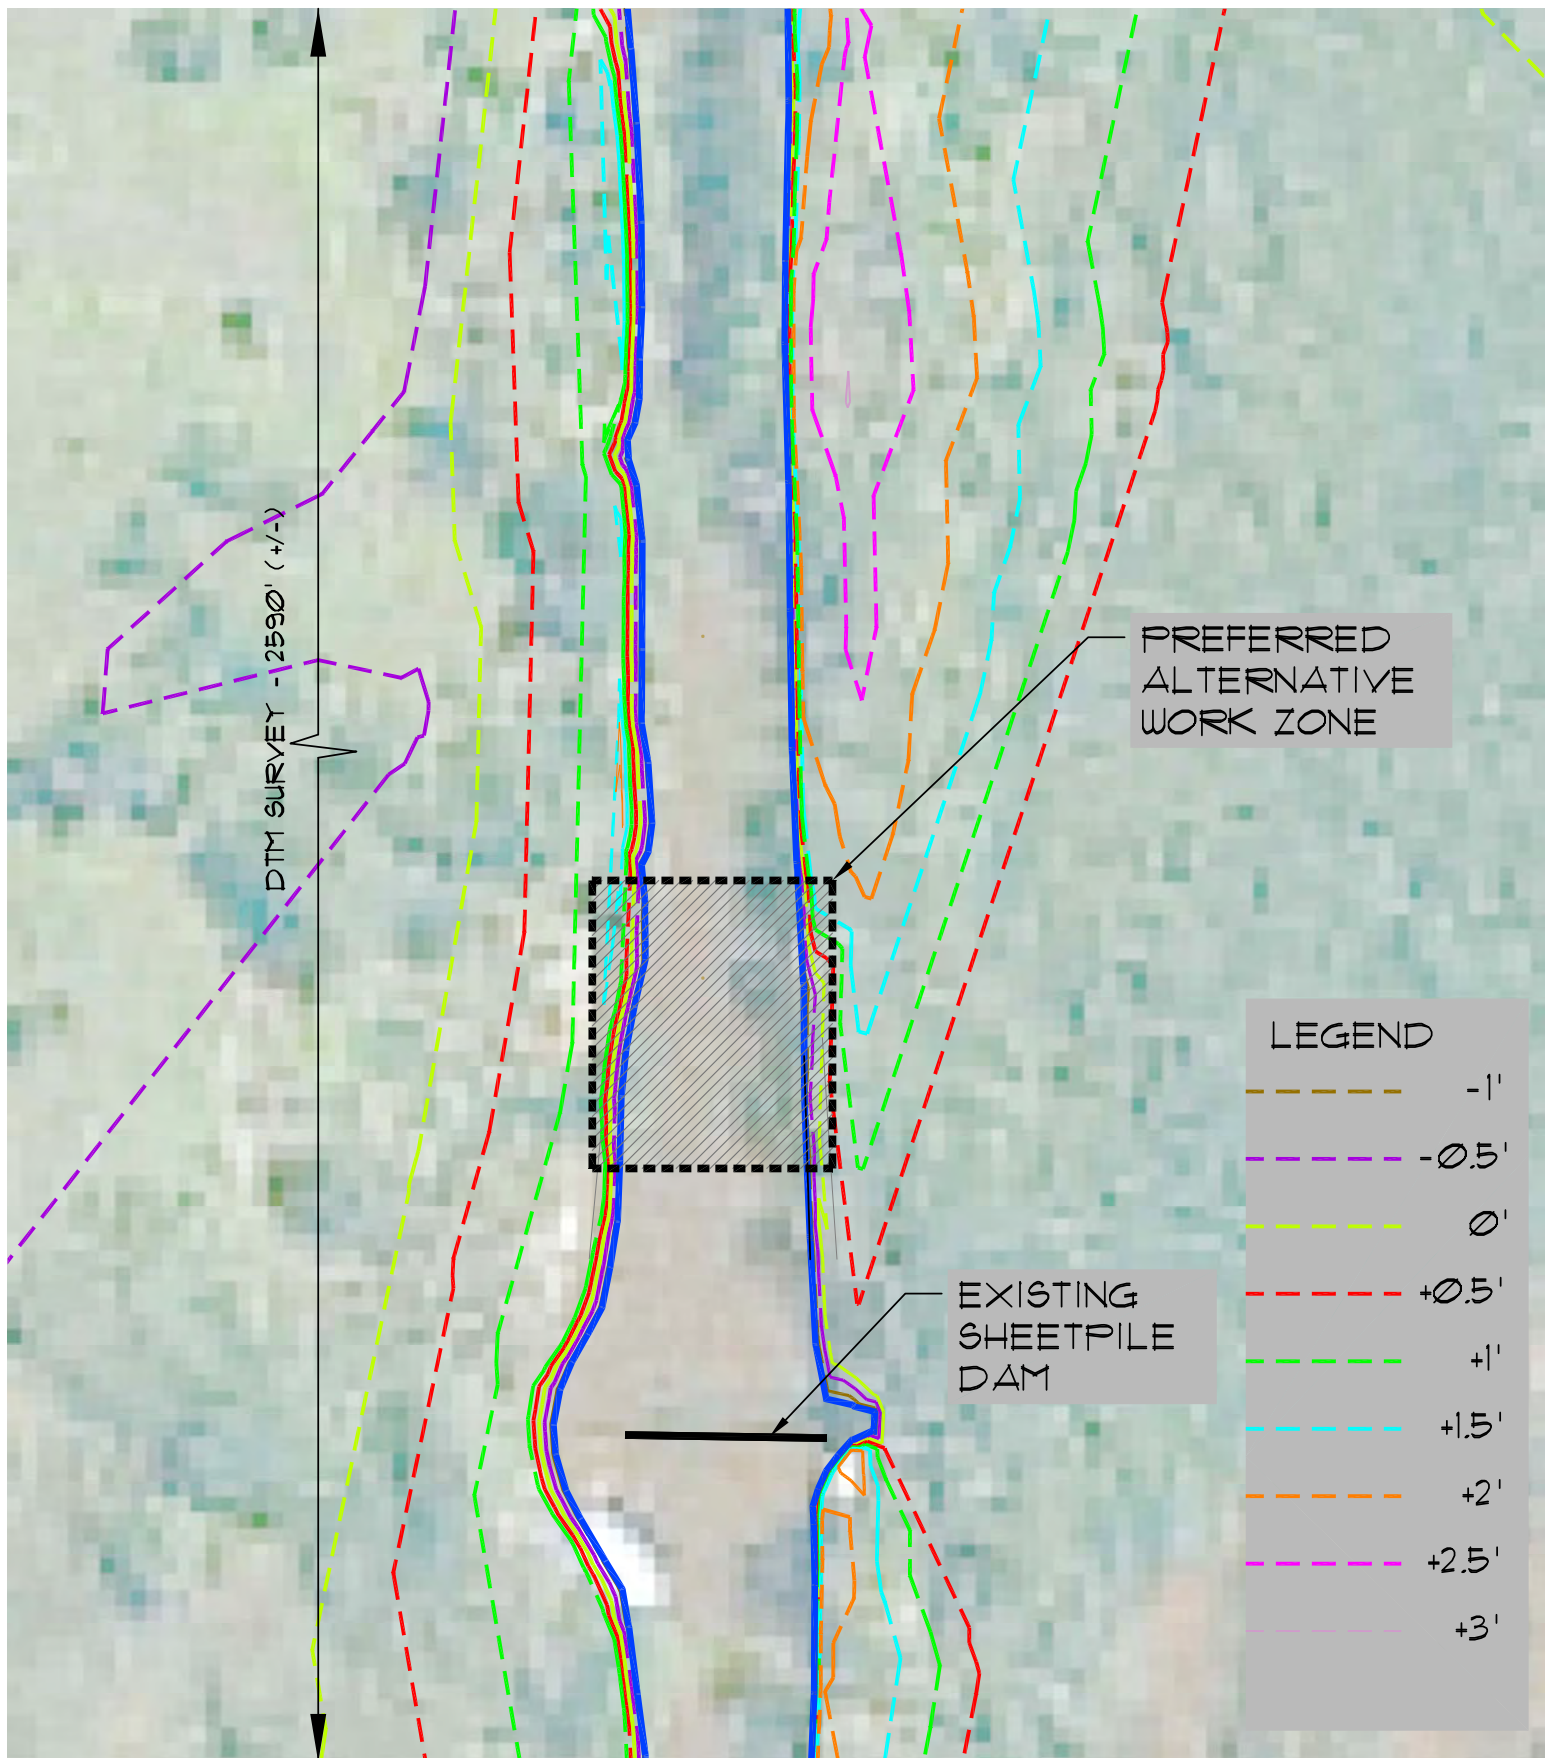 DTM SURVEY - 2590' (+/-)
PREFERRED
ALTERNATIVE
WORK ZONE
EXISTING
SHEETPILE
DAM
LEGEND
-1'
-0.5'
0'
+0.5'
+1'
+1.5'
+2'
+2.5'
+3'